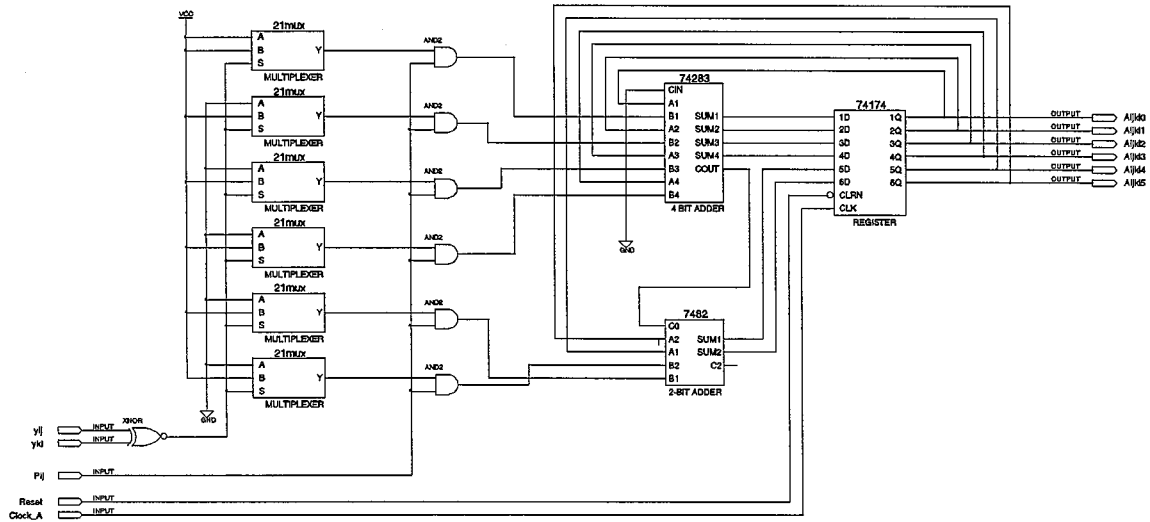 VCC
21mux
A
B
S
Y
MULTIPLEXER
AND2
21mux
A
B
S
Y
MULTIPLEXER
AND2
21mux
A
B
S
Y
MULTIPLEXER
AND2
21mux
A
B
S
Y
MULTIPLEXER
AND2
21mux
A
B
S
Y
MULTIPLEXER
AND2
21mux
A
B
S
Y
MULTIPLEXER
AND2
GND
74283
CIN
A1
B1
A2
B2
A3
B3
A4
B4
SUM1
SUM2
SUM3
SUM4
COUT
4 BIT ADDER
GND
7482
C0
A2
A1
B2
B1
SUM1
SUM2
C2
2-BIT ADDER
74174
1D
2D
3D
4D
5D
6D
CLRN
CLK
1Q
2Q
3Q
4Q
5Q
6Q
REGISTER
OUTPUT Aijkl0
OUTPUT Aijkl1
OUTPUT Aijkl2
OUTPUT Aijkl3
OUTPUT Aijkl4
OUTPUT Aijkl5
XNOR
yij INPUT
ykl INPUT
Pij INPUT
Reset INPUT
Clock_A INPUT